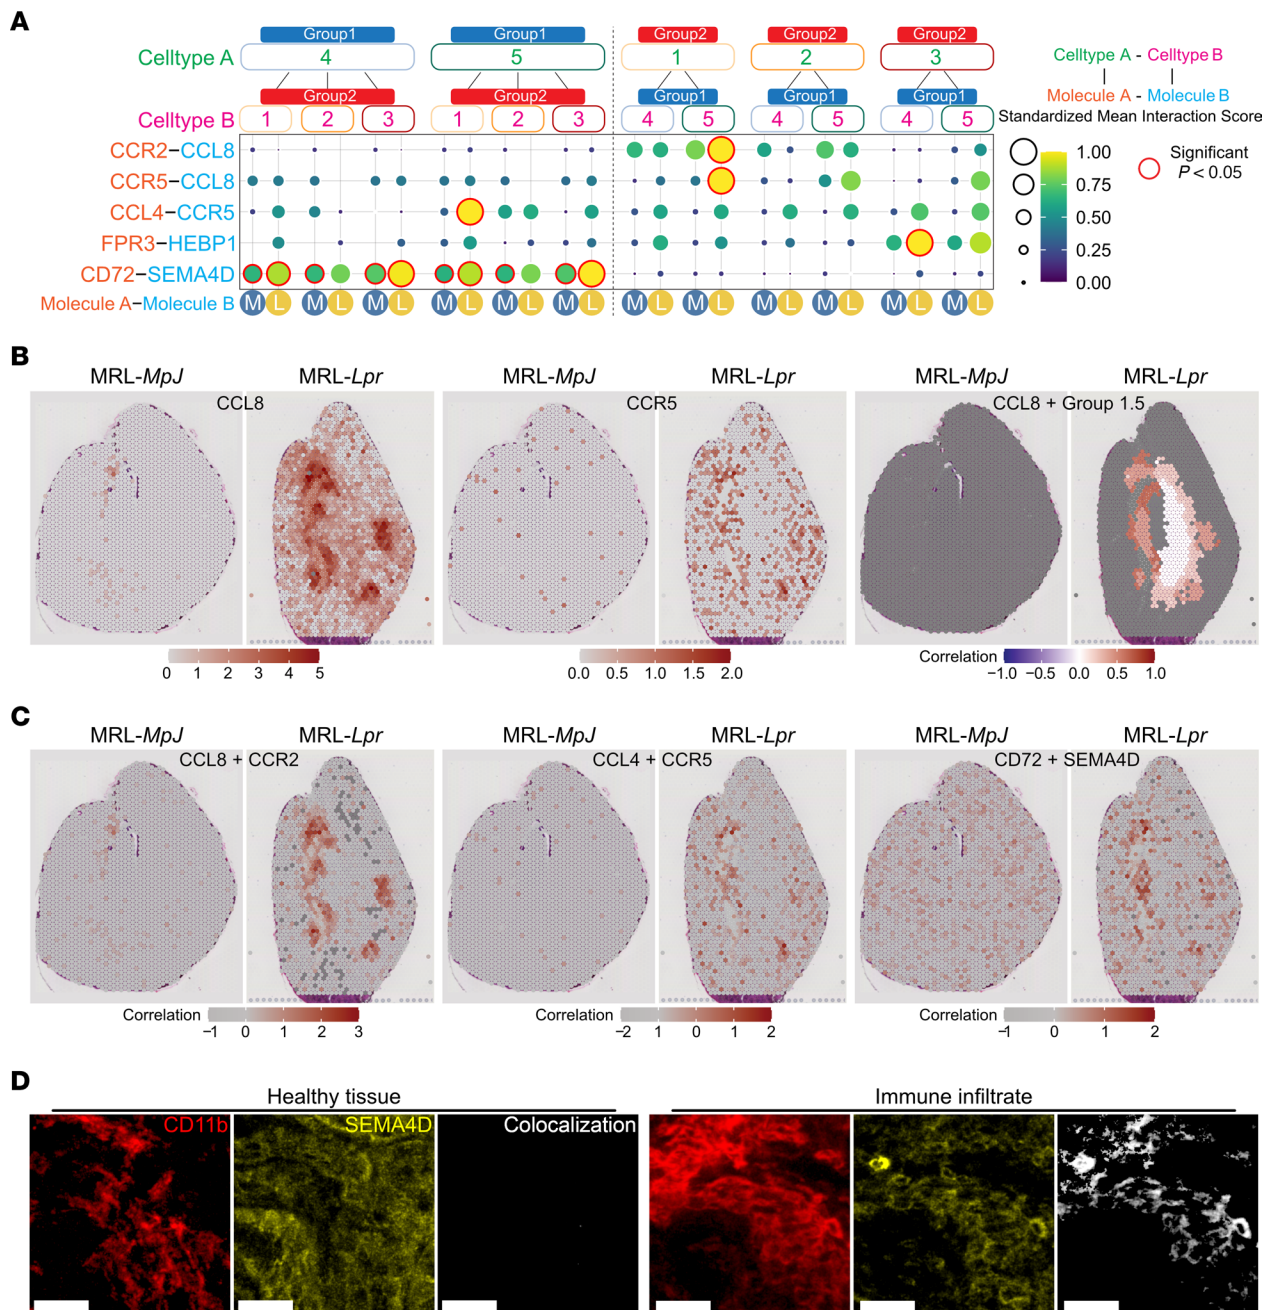 A
Group1 Group1 Group2 Group2 Group2
Celltype A 4 5 1 2 3
Group2 Group2 Group1 Group1 Group1
Celltype B 1 2 3 1 2 3 4 5 4 5 4 5
CCR2–CCL8
CCR5–CCL8
CCL4–CCR5
FPR3–HEBP1
CD72–SEMA4D
Molecule A–Molecule B M L M L M L M L M L M L M L M L M L M L M L M L
Celltype A - Celltype B
Molecule A - Molecule B
Standardized Mean Interaction Score
1.00
0.75
0.50
0.25
0.00
Significant
P < 0.05
B
MRL-MpJ MRL-Lpr MRL-MpJ MRL-Lpr MRL-MpJ MRL-Lpr
CCL8 CCR5 CCL8 + Group 1.5
0 1 2 3 4 5
0.0 0.5 1.0 1.5 2.0
Correlation
−1.0 −0.5 0.0 0.5 1.0
C
MRL-MpJ MRL-Lpr MRL-MpJ MRL-Lpr MRL-MpJ MRL-Lpr
CCL8 + CCR2 CCL4 + CCR5 CD72 + SEMA4D
Correlation Correlation Correlation
−1 0 1 2 3
−2 1 0 1 2
−1 0 1 2
D
Healthy tissue Immune infiltrate
CD11b SEMA4D Colocalization